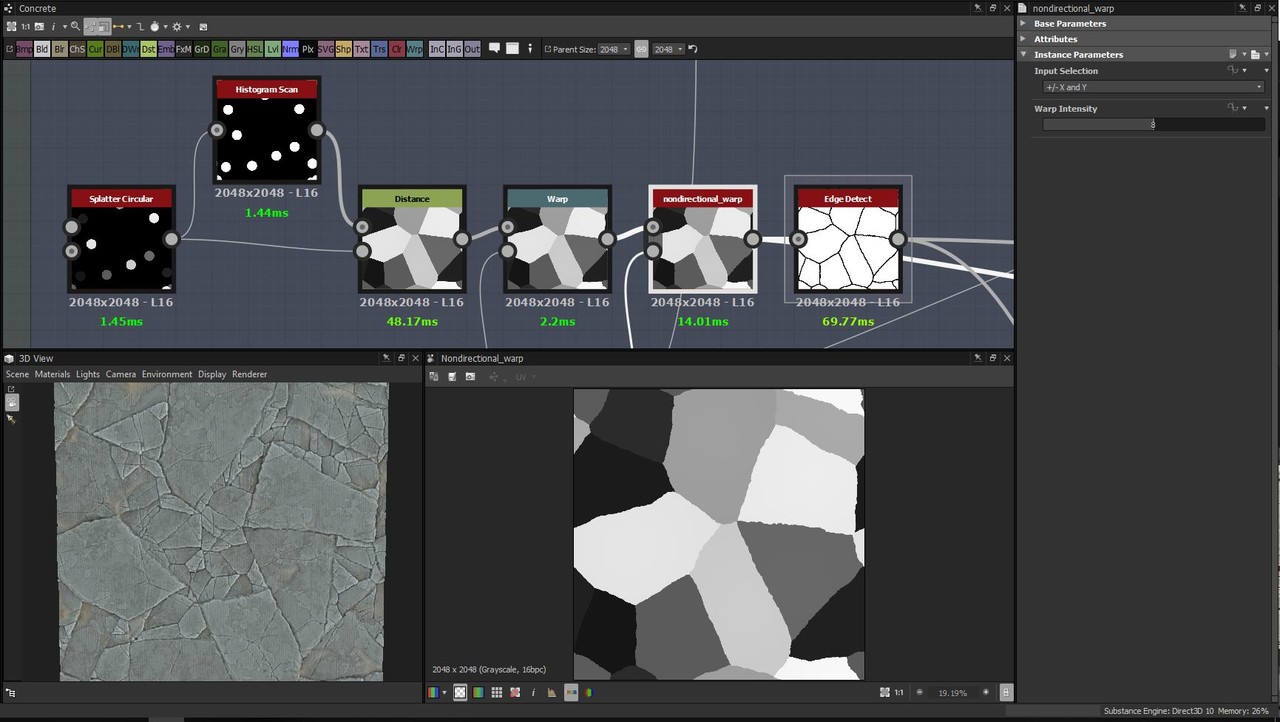 Concrete
nondirectional_warp
1:1
Bld Blr ChS Cur DBl DWr Dst Emb FxM GrD Gra Gry HSL Lvl Nrm Plx SVG Shp Txt Trs Clr Wrp InC InG Out
Parent Size: 2048 2048
Base Parameters
Attributes
Instance Parameters
Input Selection
+/- X and Y
Warp Intensity
8
Histogram Scan
2048x2048 - L16
1.44ms
Splatter Circular
Distance
Warp
nondirectional_warp
Edge Detect
2048x2048 - L16
2048x2048 - L16
2048x2048 - L16
2048x2048 - L16
2048x2048 - L16
1.45ms
48.17ms
2.2ms
14.01ms
69.77ms
3D View
Nondirectional_warp
Scene Materials Lights Camera Environment Display Renderer
UV
2048 x 2048 (Grayscale, 16bpc)
1:1
19.19%
Substance Engine: Direct3D 10 Memory: 26%